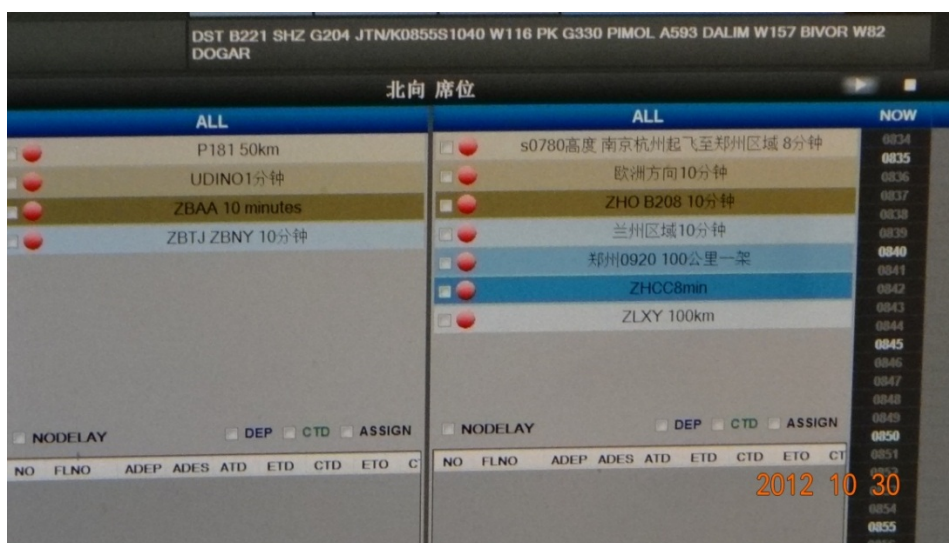 DST B221 SHZ G204 JTN/K0855S1040 W116 PK G330 PIMOL A593 DALIM W157 BIVOR W82
DOGAR
北向 席位
ALL
P181 50km
UDINO1分钟
ZBAA 10 minutes
ZBTJ ZBNY 10分钟
NODELAY DEP CTD ASSIGN
NO FLNO ADEP ADES ATD ETD CTD ETO C
ALL
s0780高度 南京杭州起飞至郑州区域 8分钟
欧洲方向10分钟
ZHO B208 10分钟
兰州区域10分钟
郑州0920 100公里一架
ZHCC8min
ZLXY 100km
NODELAY DEP CTD ASSIGN
NO FLNO ADEP ADES ATD ETD CTD ETO CT
NOW
0834
0835
0836
0837
0838
0839
0840
0841
0842
0843
0844
0845
0846
0847
0848
0849
0850
0851
0854
0855
2012 10 30